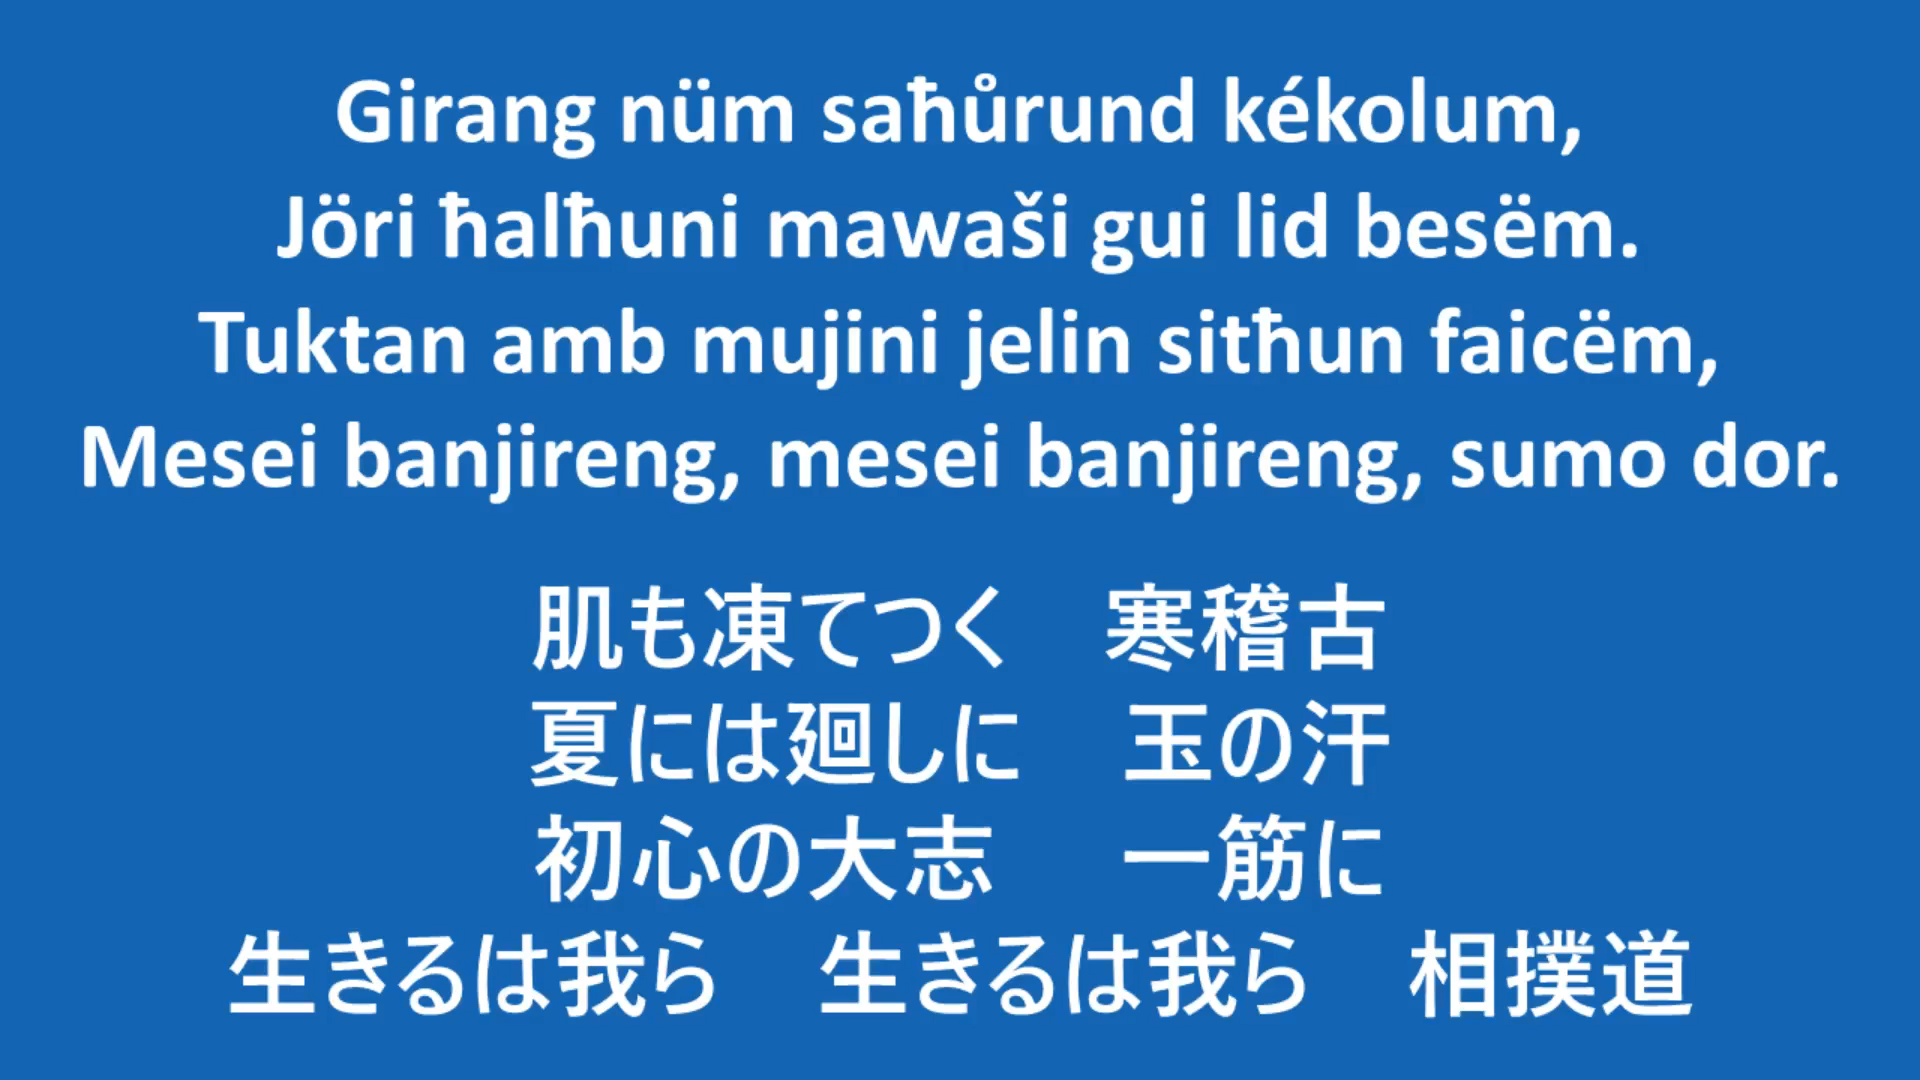 Girang nüm saħůrund kékolum,
Jöri ħalħuni mawaši gui lid besëm.
Tuktan amb mujini jelin sitħun faicëm,
Mesei banjireng, mesei banjireng, sumo dor.
肌も凍てつく　寒稽古
夏には廻しに　玉の汗
初心の大志　一筋に
生きるは我ら　生きるは我ら　相撲道